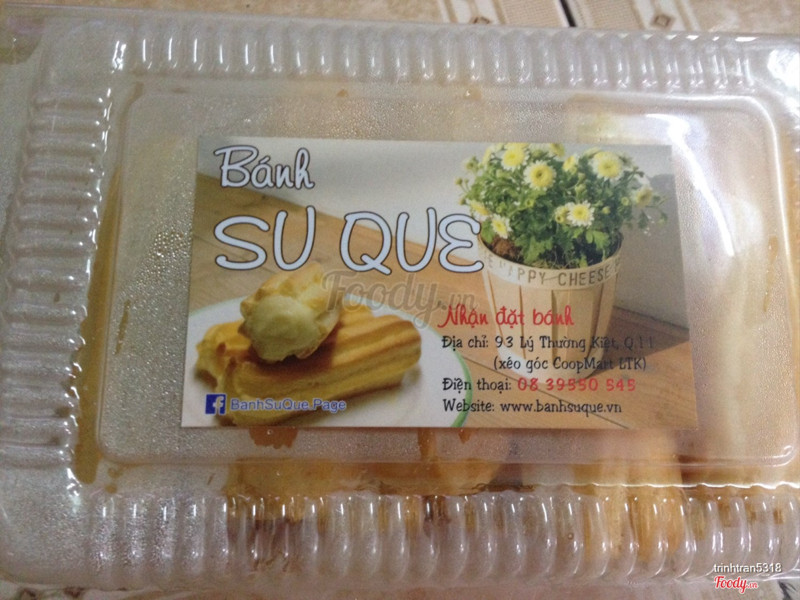 Bánh
SU QUE
HAPPY CHEESE
Foody.vn
Nhận đặt bánh
Địa chỉ: 93 Lý Thường Kiệt, Q.11
(xéo góc CoopMart LTK)
Điện thoại: 08 39550 545
Website: www.banhsuque.vn
BanhSuQue.Page
trinhtran5318
Foody.vn